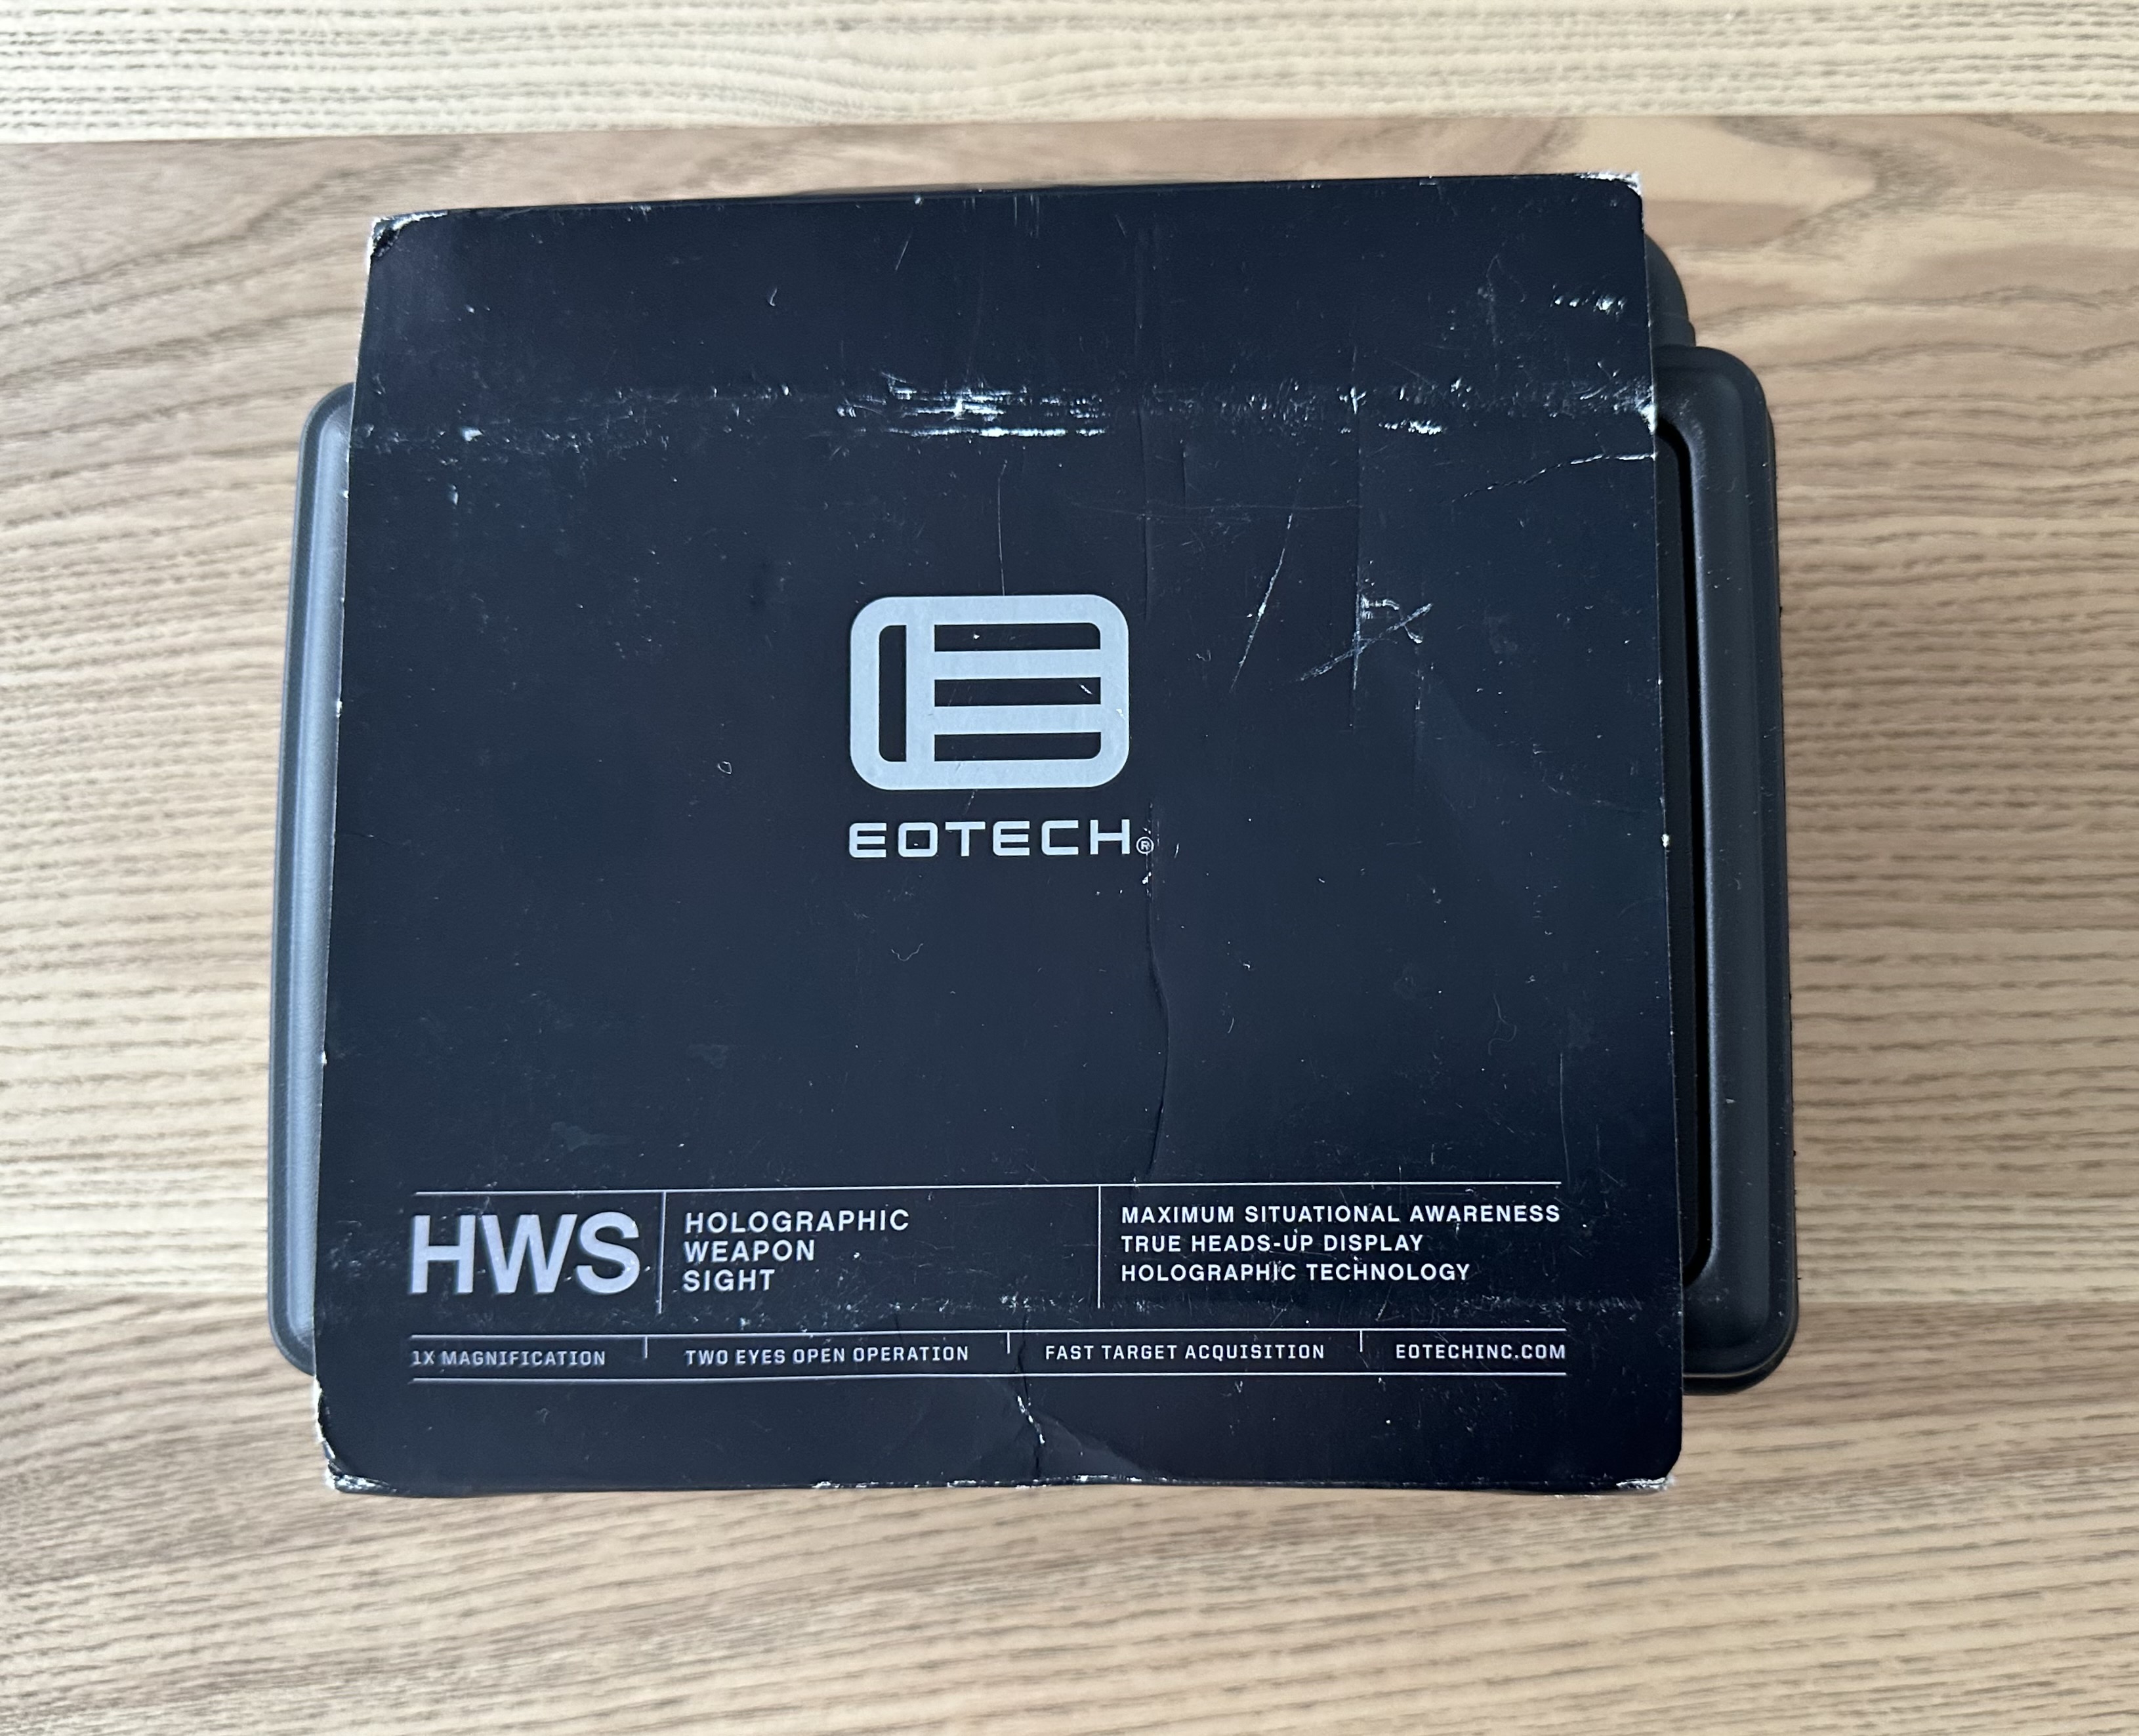 EOTECH®
HWS
HOLOGRAPHIC
WEAPON
SIGHT
MAXIMUM SITUATIONAL AWARENESS
TRUE HEADS-UP DISPLAY
HOLOGRAPHIC TECHNOLOGY
1X MAGNIFICATION
TWO EYES OPEN OPERATION
FAST TARGET ACQUISITION
EOTECHINC.COM